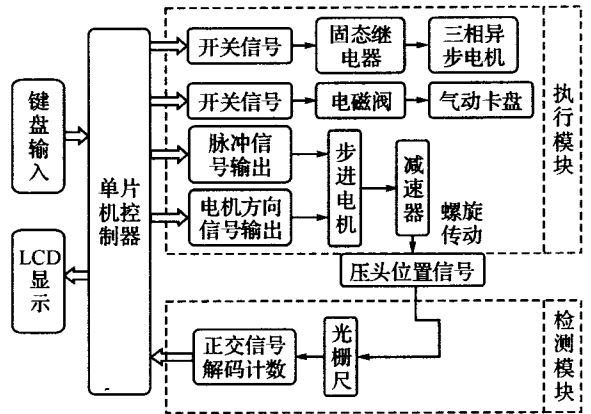 键盘输入
LCD显示
单片机控制器
开关信号
固态继电器
三相异步电机
开关信号
电磁阀
气动卡盘
脉冲信号输出
电机方向信号输出
步进电机
减速器
螺旋传动
执行模块
压头位置信号
正交信号解码计数
光栅尺
检测模块